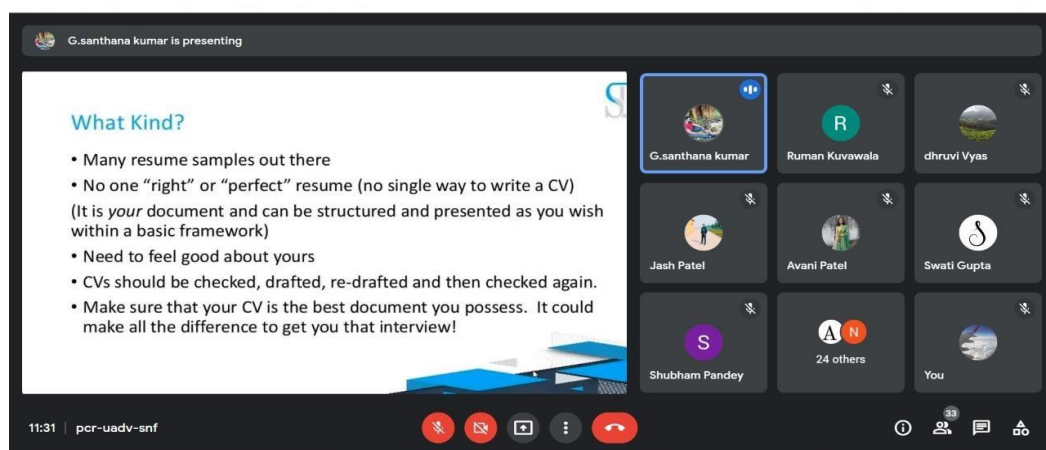 G.santhana kumar is presenting
What Kind?
• Many resume samples out there
• No one “right” or “perfect” resume (no single way to write a CV)
(It is your document and can be structured and presented as you wish
within a basic framework)
• Need to feel good about yours
• CVs should be checked, drafted, re-drafted and then checked again.
• Make sure that your CV is the best document you possess. It could
make all the difference to get you that interview!
G.santhana kumar
R
Ruman Kuvawala
dhruvi Vyas
Jash Patel
Avani Patel
S
Swati Gupta
S
Shubham Pandey
A N
24 others
You
11:31 | pcr-uadv-snf
33